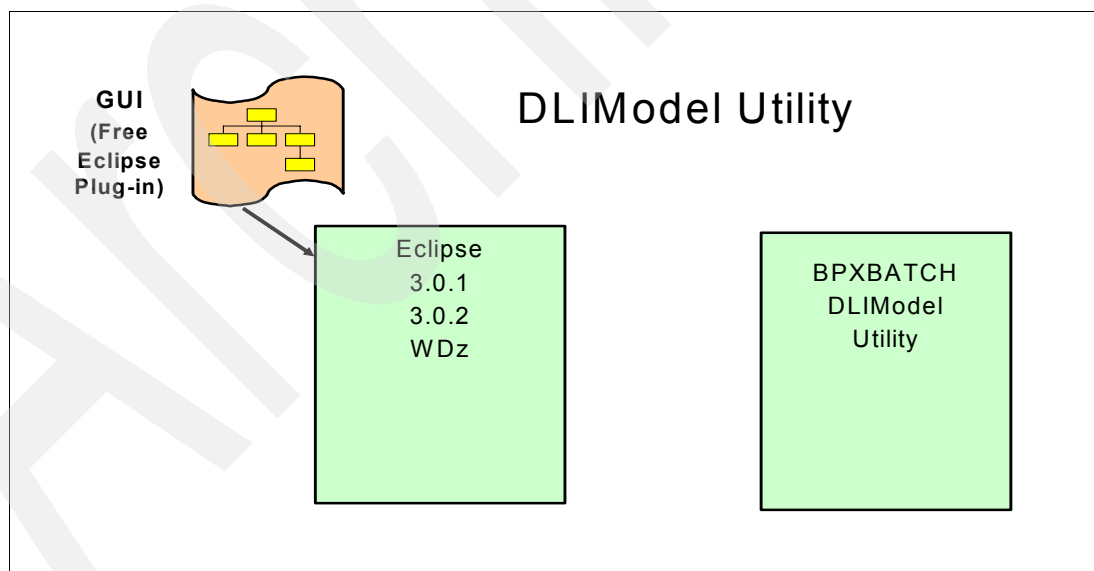 DLIModel Utility
GUI
(Free
Eclipse
Plug-in)
Eclipse
3.0.1
3.0.2
WDz
BPXBATCH
DLIModel
Utility